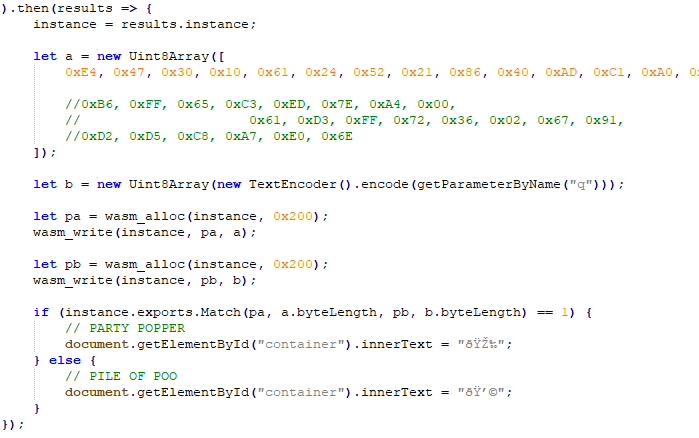 ).then(results => {
instance = results.instance;
let a = new Uint8Array([
0xE4, 0x47, 0x30, 0x10, 0x61, 0x24, 0x52, 0x21, 0x86, 0x40, 0xAD, 0xC1, 0xA0,
//0xB6, 0xFF, 0x65, 0xC3, 0xED, 0x7E, 0xA4, 0x00,
// 0x61, 0xD3, 0xFF, 0x72, 0x36, 0x02, 0x67, 0x91,
//0xD2, 0xD5, 0xC8, 0xA7, 0xE0, 0x6E
]);
let b = new Uint8Array(new TextEncoder().encode(getParameterByName("q")));
let pa = wasm_alloc(instance, 0x200);
wasm_write(instance, pa, a);
let pb = wasm_alloc(instance, 0x200);
wasm_write(instance, pb, b);
if (instance.exports.Match(pa, a.byteLength, pb, b.byteLength) == 1) {
// PARTY POPPER
document.getElementById("container").innerText = "ðŸŽ‰";
} else {
// PILE OF POO
document.getElementById("container").innerText = "ðŸ’©";
}
});